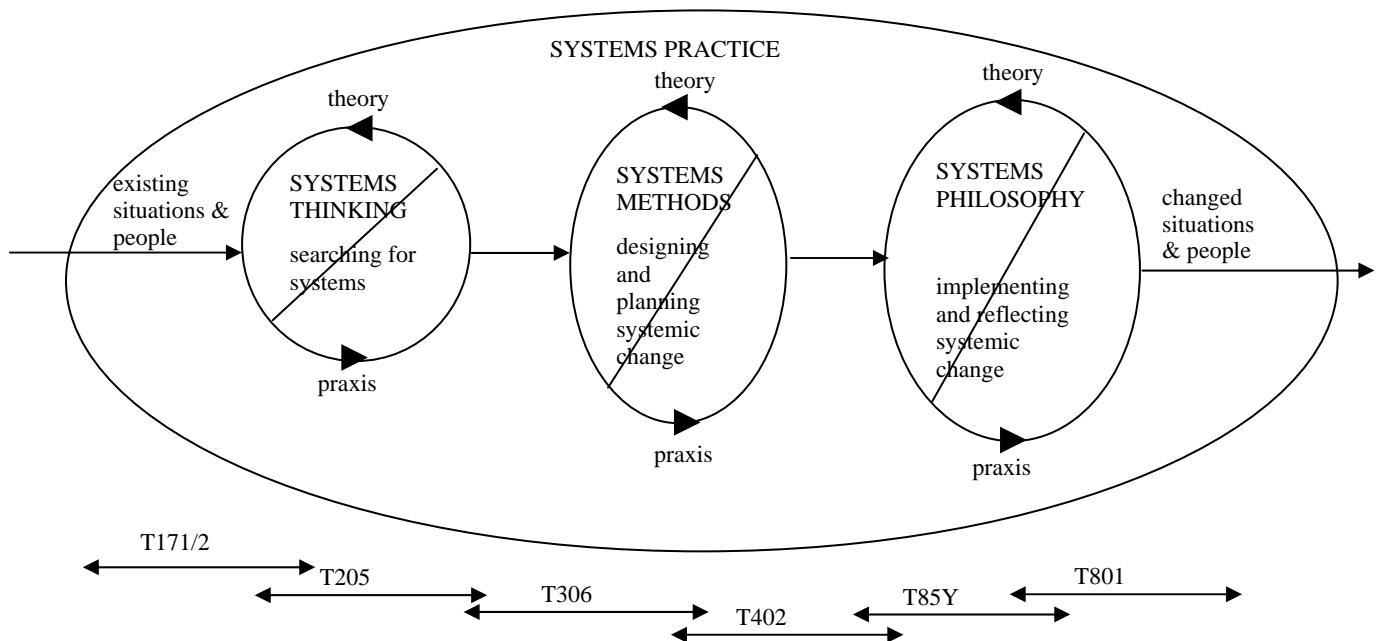 SYSTEMS PRACTICE
existing
situations &
people
theory
SYSTEMS
THINKING
searching for
systems
praxis
theory
SYSTEMS
METHODS
designing
and
planning
systemic
change
praxis
theory
SYSTEMS
PHILOSOPHY
implementing
and reflecting
systemic
change
praxis
changed
situations
& people
T171/2
T205
T306
T402
T85Y
T801